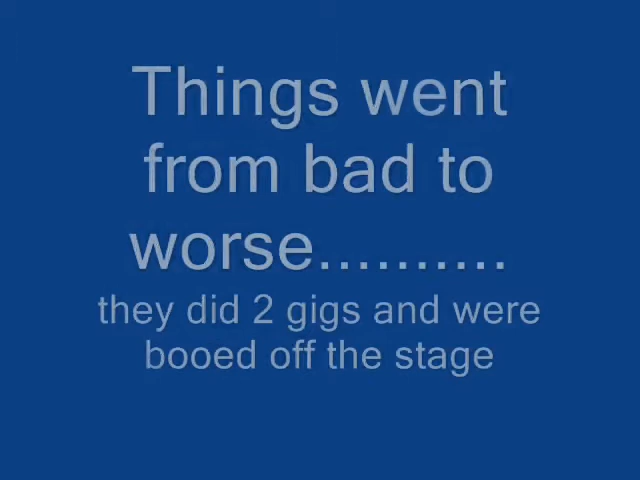 Things went
from bad to
worse..........
they did 2 gigs and were
booed off the stage